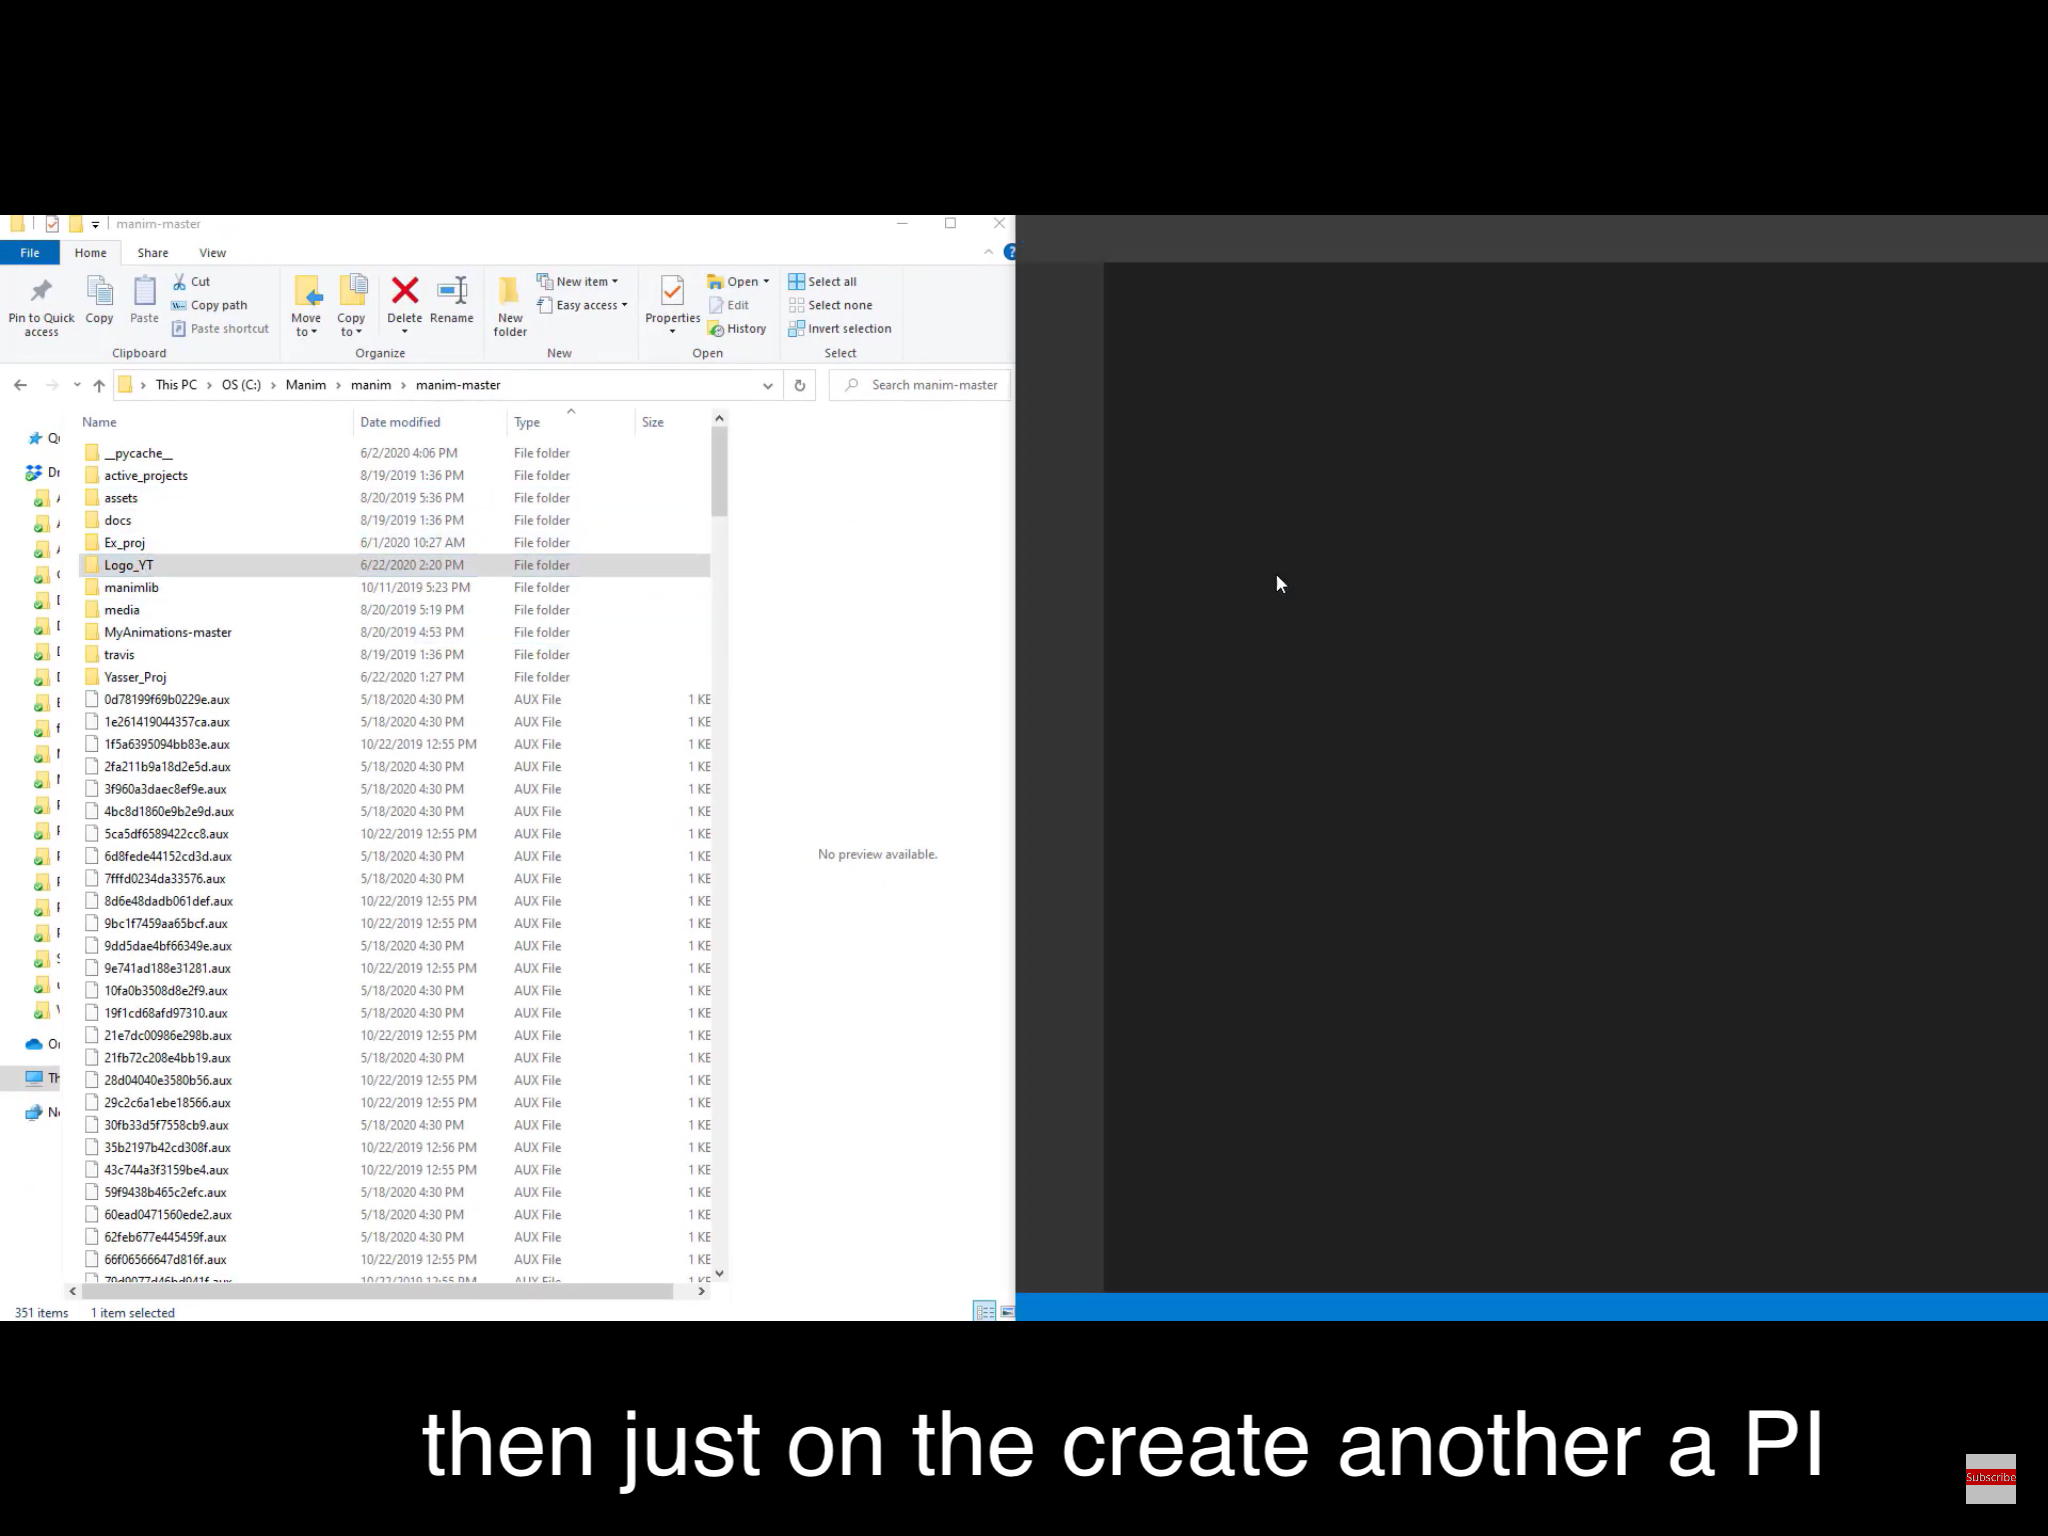 manim-master
File Home Share View
Pin to Quick access
Copy
Paste
Cut
Copy path
Paste shortcut
Clipboard
Move to
Copy to
Delete
Rename
Organize
New folder
New item
Easy access
New
Properties
Open
Edit
History
Open
Select all
Select none
Invert selection
Select
This PC > OS (C:) > Manim > manim > manim-master
Search manim-master
Name Date modified Type Size
__pycache__ 6/2/2020 4:06 PM File folder
active_projects 8/19/2019 1:36 PM File folder
assets 8/20/2019 5:36 PM File folder
docs 8/19/2019 1:36 PM File folder
Ex_proj 6/1/2020 10:27 AM File folder
Logo_YT 6/22/2020 2:20 PM File folder
manimlib 10/11/2019 5:23 PM File folder
media 8/20/2019 5:19 PM File folder
MyAnimations-master 8/20/2019 4:53 PM File folder
travis 8/19/2019 1:36 PM File folder
Yasser_Proj 6/22/2020 1:27 PM File folder
0d78199f69b0229e.aux 5/18/2020 4:30 PM AUX File 1 KB
1e261419044357ca.aux 5/18/2020 4:30 PM AUX File 1 KB
1f5a6395094bb83e.aux 10/22/2019 12:55 PM AUX File 1 KB
2fa211b9a18d2e5d.aux 5/18/2020 4:30 PM AUX File 1 KB
3f960a3daec8ef9e.aux 5/18/2020 4:30 PM AUX File 1 KB
4bc8d1860e9b2e9d.aux 5/18/2020 4:30 PM AUX File 1 KB
5ca5df6589422cc8.aux 10/22/2019 12:55 PM AUX File 1 KB
6d8fede44152cd3d.aux 5/18/2020 4:30 PM AUX File 1 KB
7fffd0234da33576.aux 5/18/2020 4:30 PM AUX File 1 KB
8d6e48dadb061def.aux 10/22/2019 12:55 PM AUX File 1 KB
9bc1f7459aa65bcf.aux 10/22/2019 12:55 PM AUX File 1 KB
9dd5dae4bf66349e.aux 5/18/2020 4:30 PM AUX File 1 KB
9e741ad188e31281.aux 10/22/2019 12:55 PM AUX File 1 KB
10fa0b3508d8e2f9.aux 5/18/2020 4:30 PM AUX File 1 KB
19f1cd68afd97310.aux 5/18/2020 4:30 PM AUX File 1 KB
21e7dc00986e298b.aux 10/22/2019 12:55 PM AUX File 1 KB
21fb72c208e4bb19.aux 5/18/2020 4:30 PM AUX File 1 KB
28d04040e3580b56.aux 10/22/2019 12:55 PM AUX File 1 KB
29c2c6a1ebe18566.aux 10/22/2019 12:55 PM AUX File 1 KB
30fb33d5f7558cb9.aux 5/18/2020 4:30 PM AUX File 1 KB
35b2197b42cd308f.aux 10/22/2019 12:56 PM AUX File 1 KB
43c744a3f3159be4.aux 10/22/2019 12:55 PM AUX File 1 KB
59f9438b465c2efc.aux 5/18/2020 4:30 PM AUX File 1 KB
60ead0471560ede2.aux 5/18/2020 4:30 PM AUX File 1 KB
62feb677e445459f.aux 5/18/2020 4:30 PM AUX File 1 KB
66f06566647d816f.aux 10/22/2019 12:55 PM AUX File 1 KB
No preview available.
351 items 1 item selected
then just on the create another a PI
Subscribe